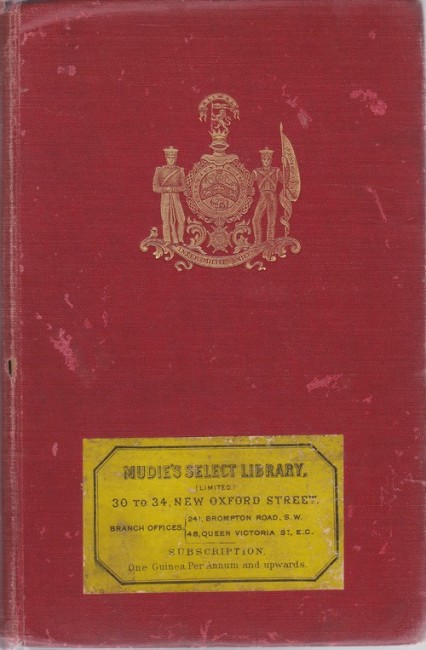 MUDIE'S SELECT LIBRARY,
(LIMITED.)
30 TO 34, NEW OXFORD STREET.
BRANCH OFFICES,
241, BROMPTON ROAD, S.W.
48, QUEEN VICTORIA ST, E.C.
SUBSCRIPTION,
One Guinea Per Annum and upwards.